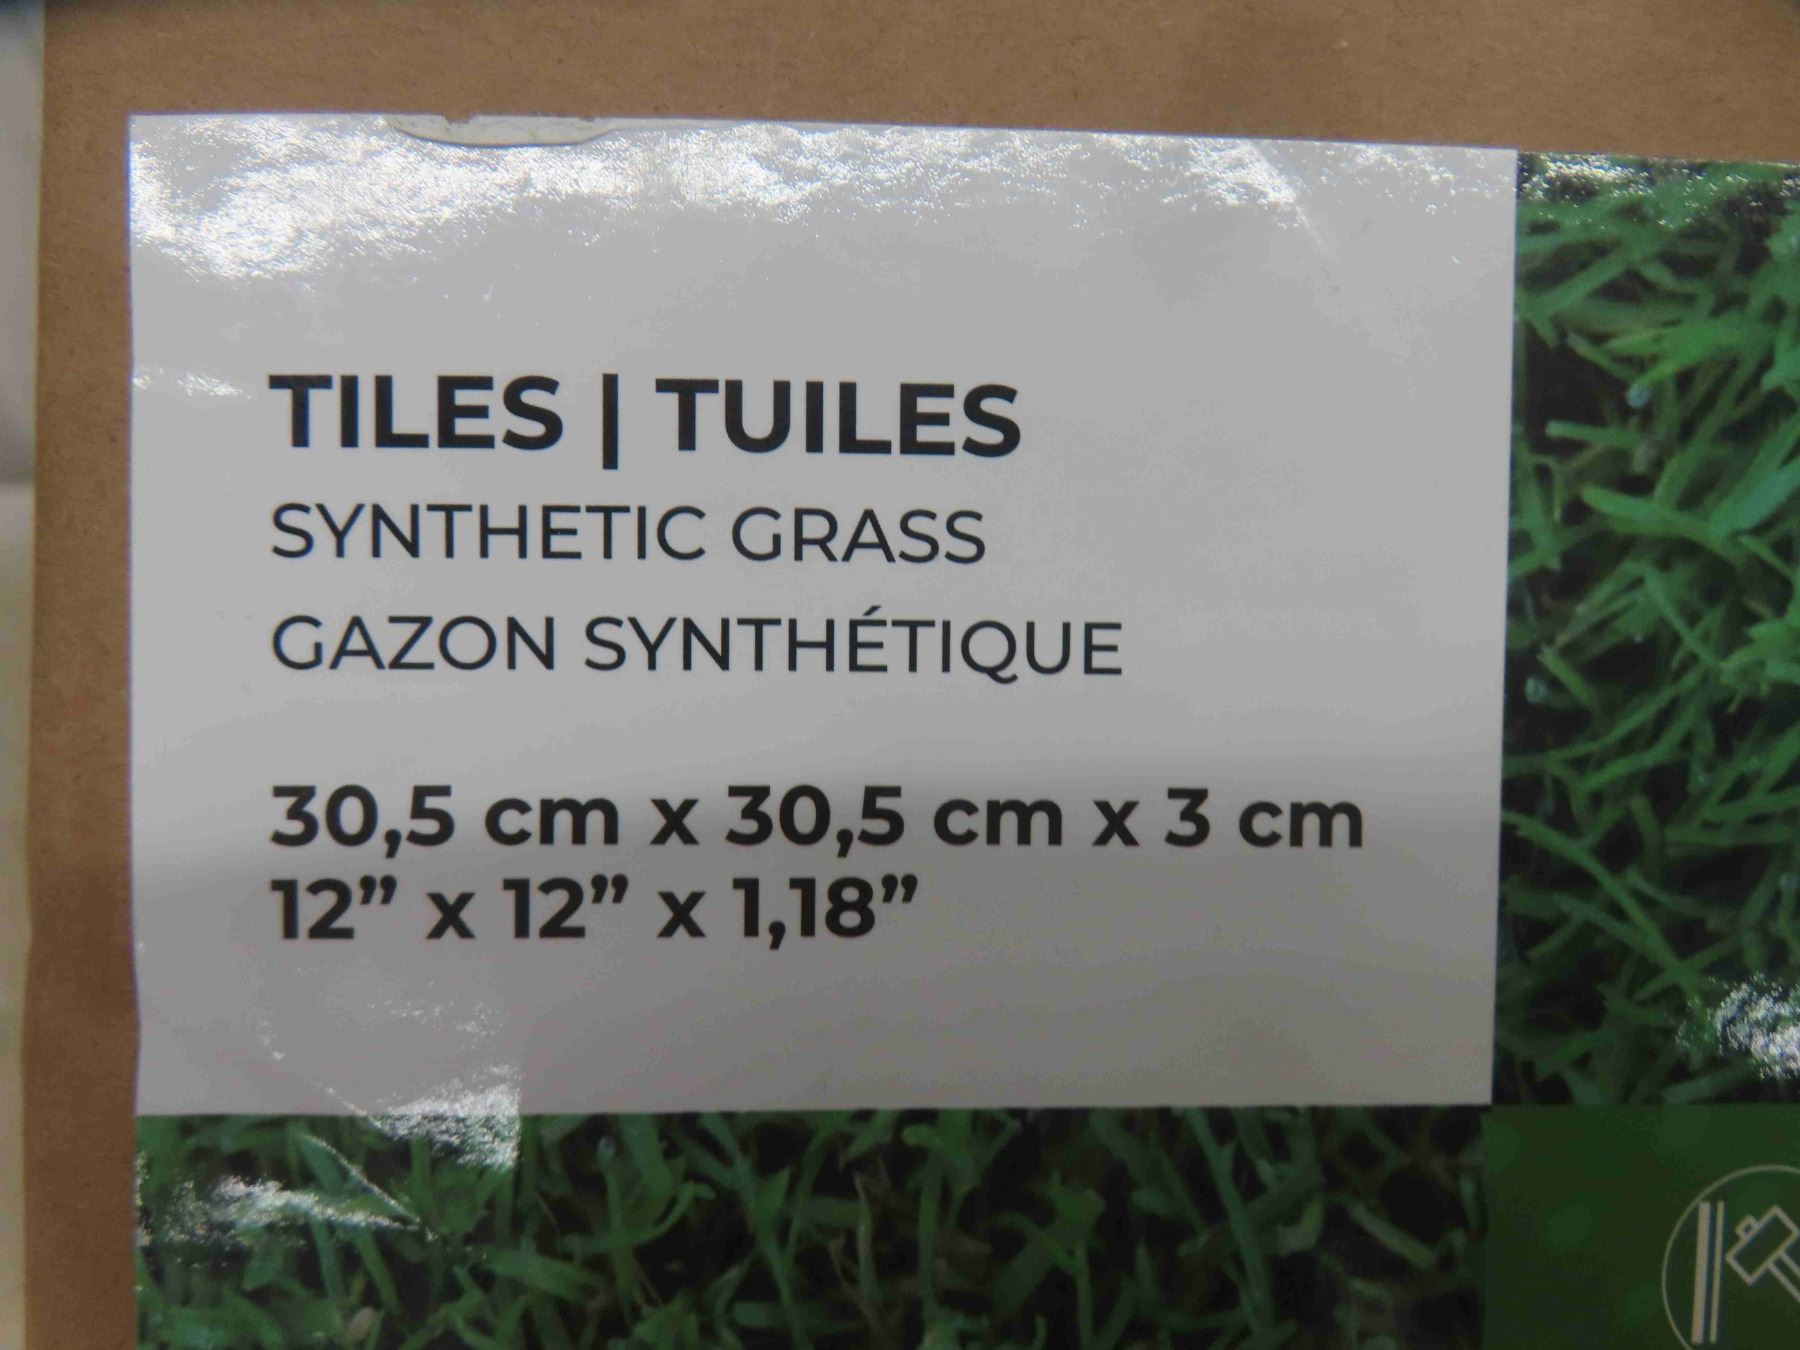 TILES | TUILES
SYNTHETIC GRASS
GAZON SYNTHÉTIQUE
30,5 cm x 30,5 cm x 3 cm
12” x 12” x 1,18”